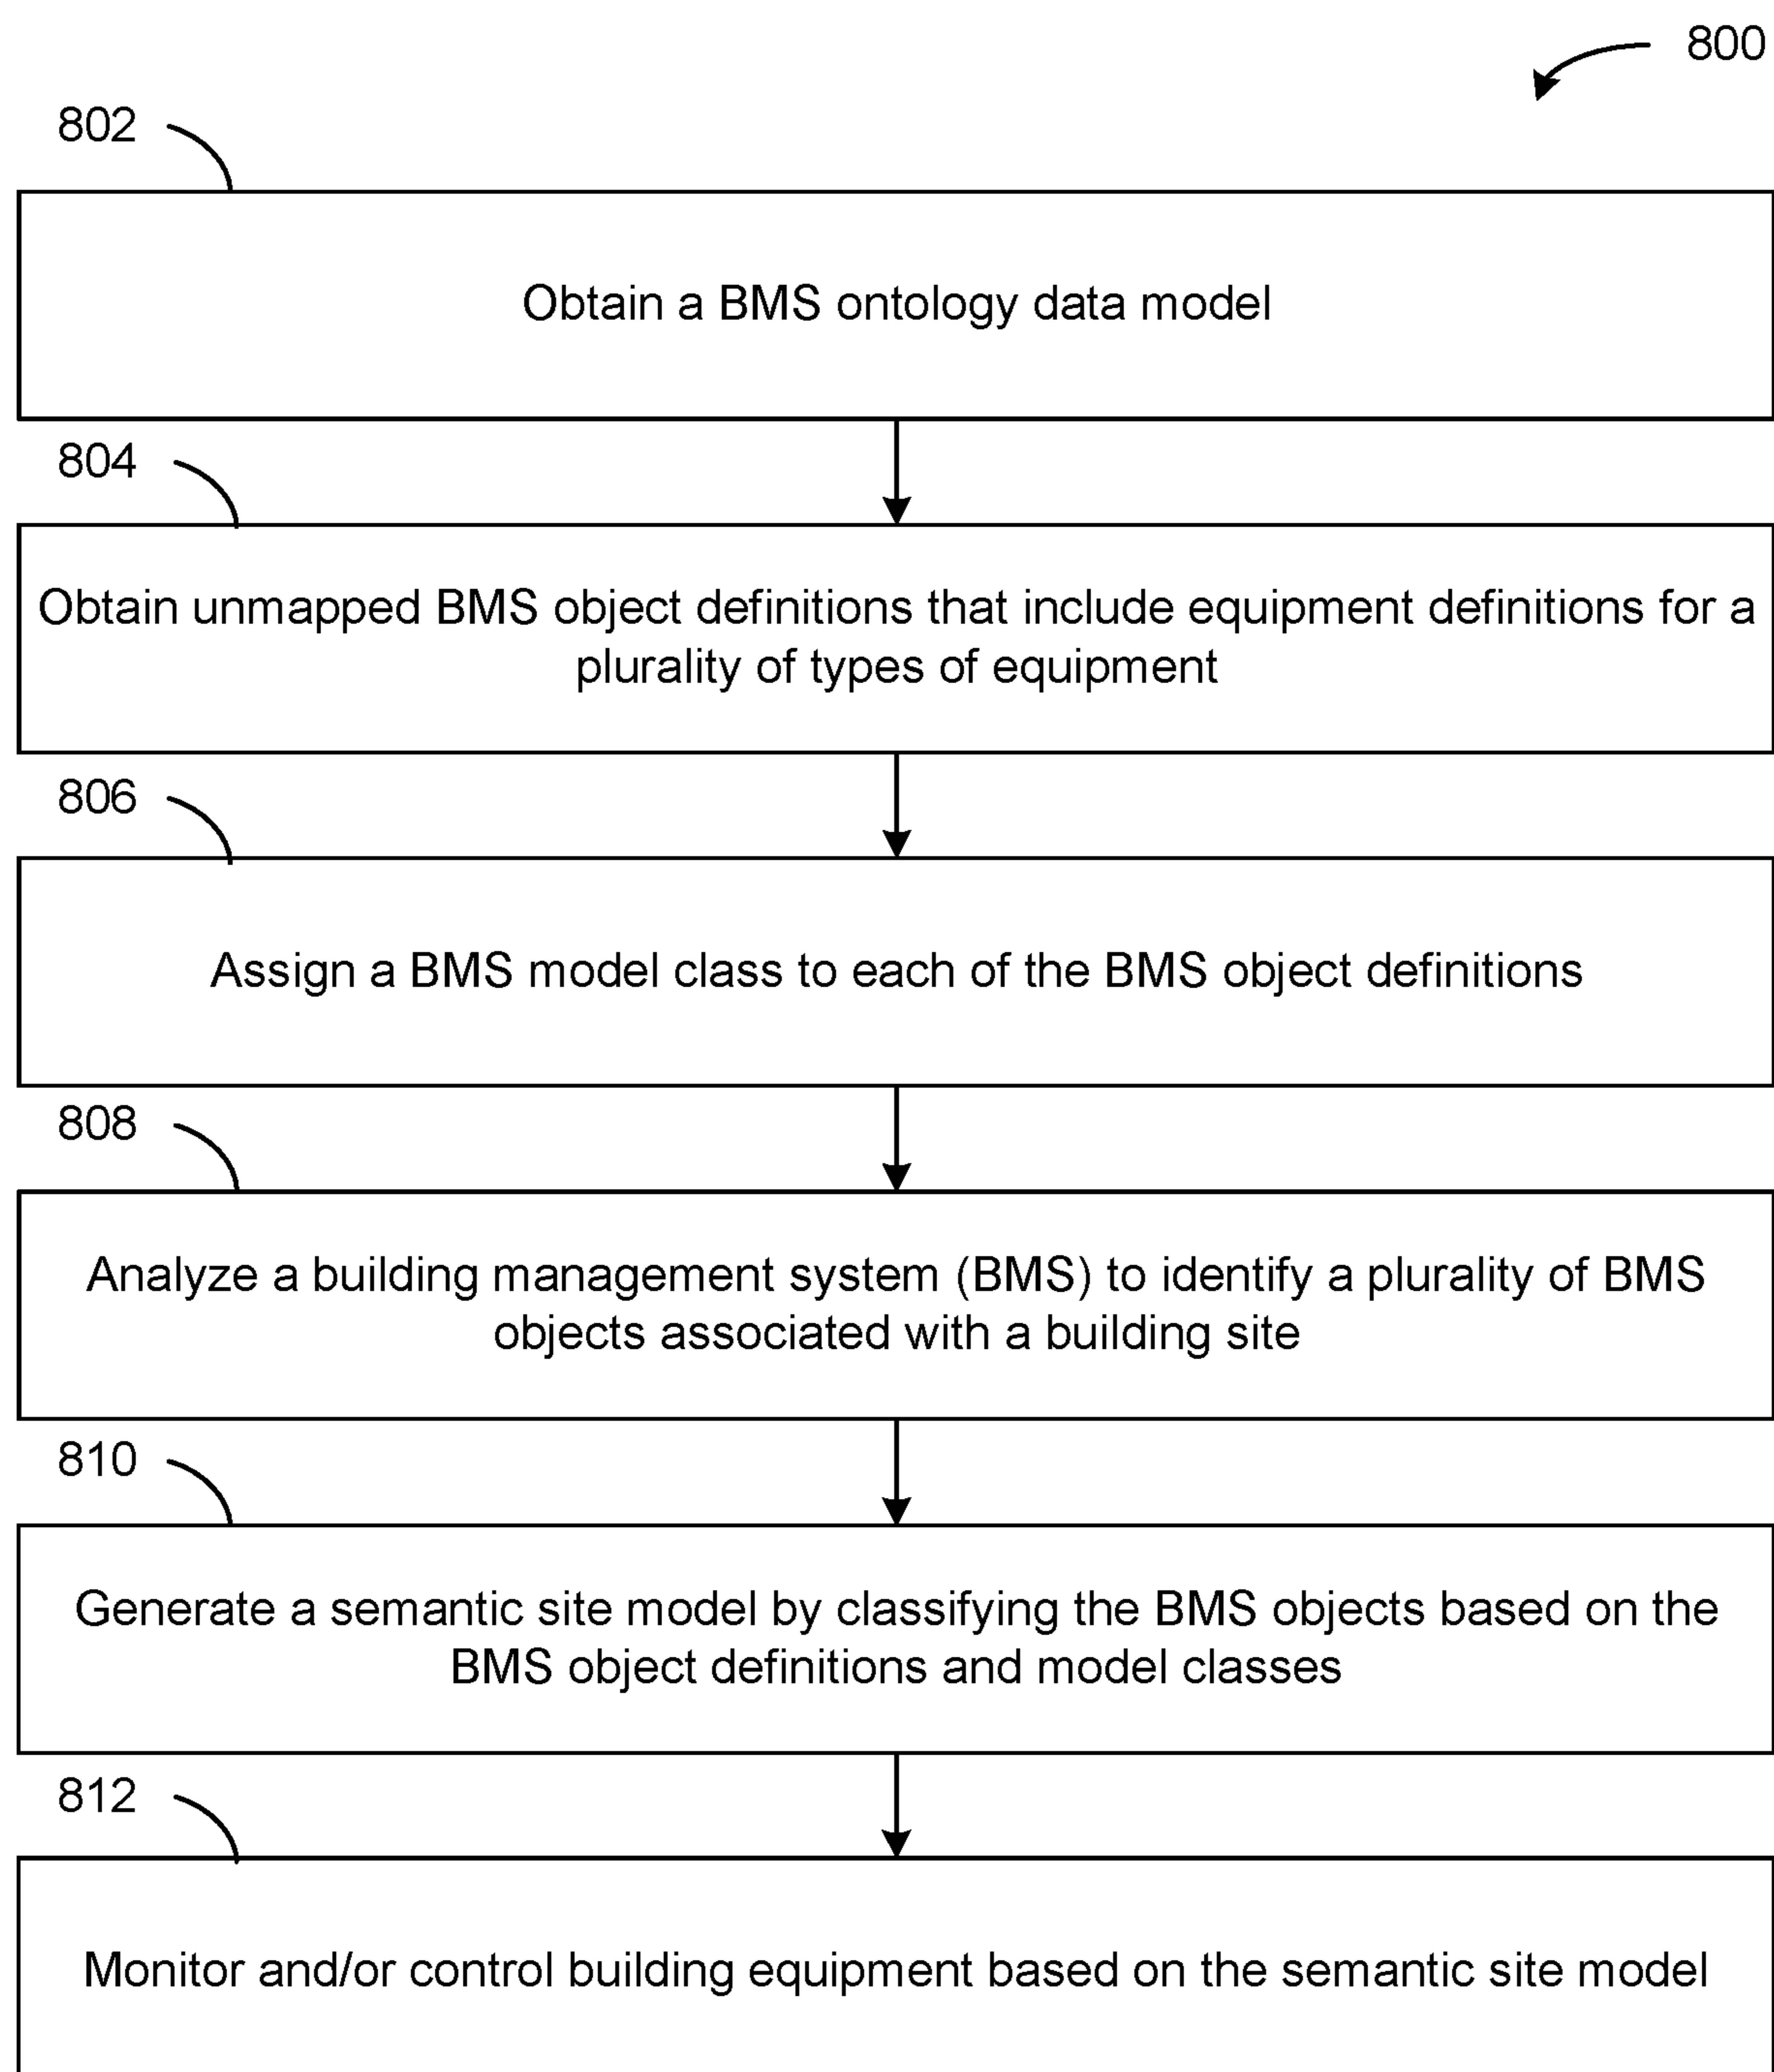 800
802
Obtain a BMS ontology data model
804
Obtain unmapped BMS object definitions that include equipment definitions for a
plurality of types of equipment
806
Assign a BMS model class to each of the BMS object definitions
808
Analyze a building management system (BMS) to identify a plurality of BMS
objects associated with a building site
810
Generate a semantic site model by classifying the BMS objects based on the
BMS object definitions and model classes
812
Monitor and/or control building equipment based on the semantic site model